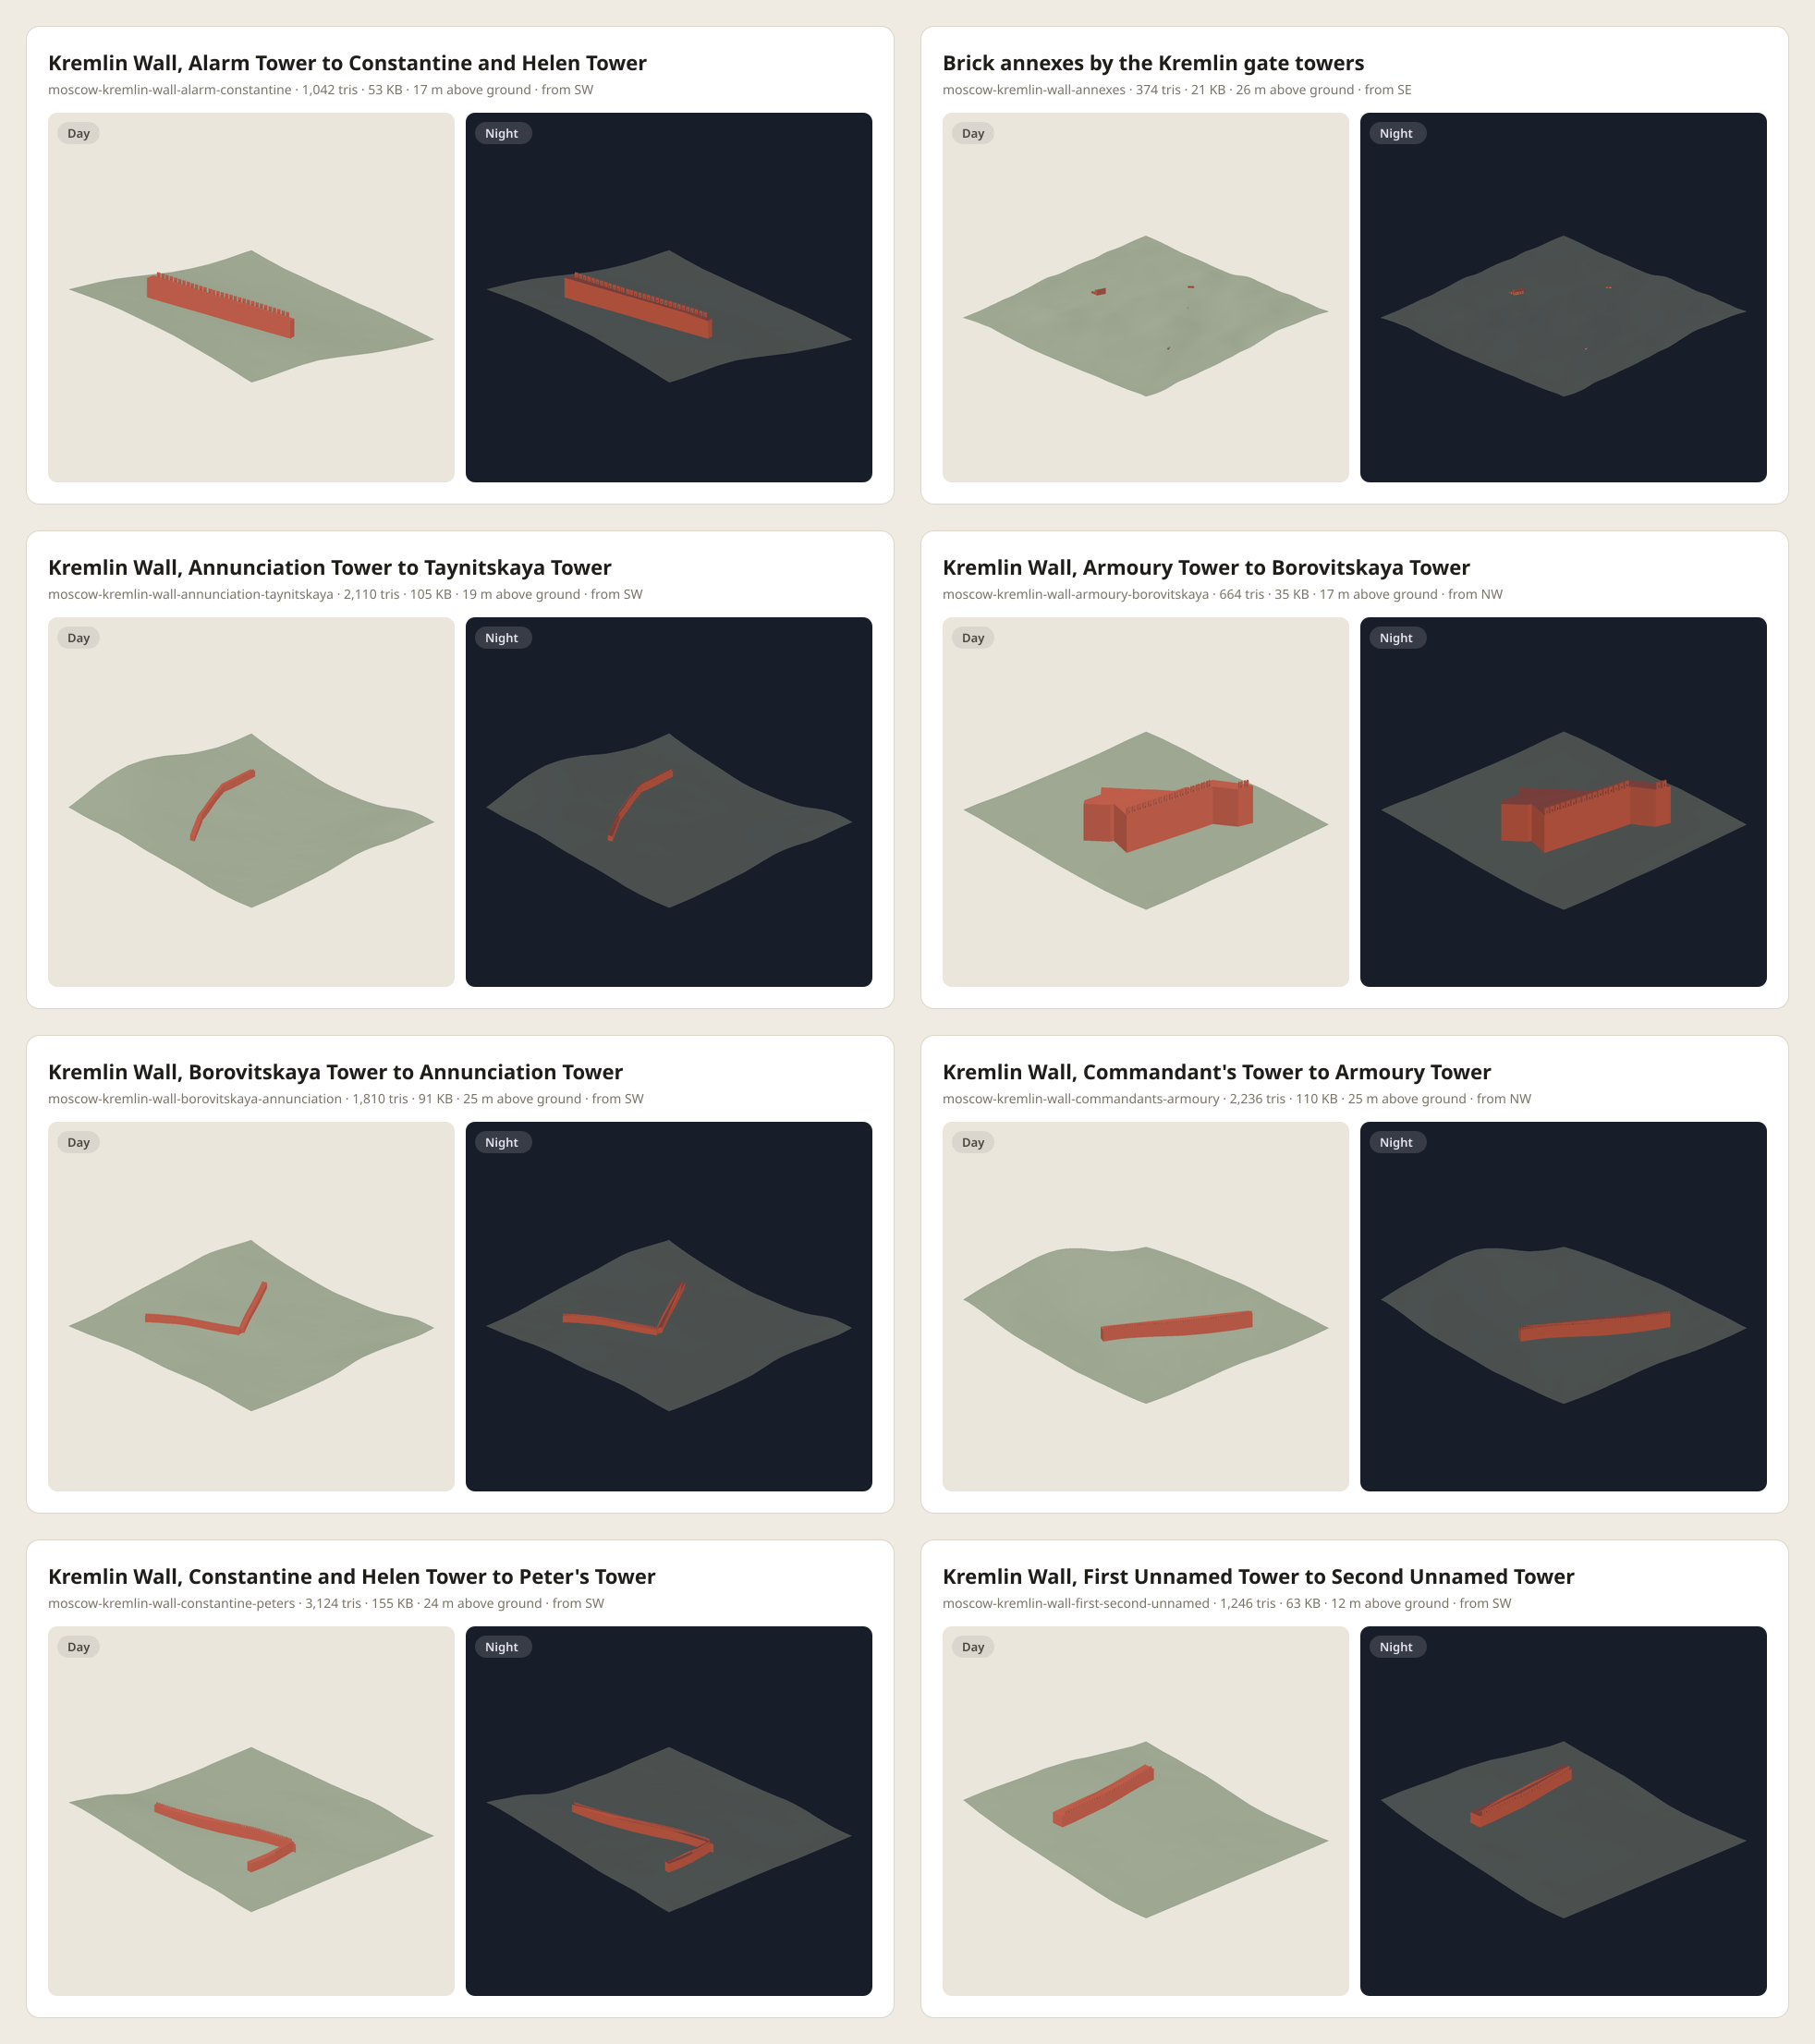 Kremlin Wall, Alarm Tower to Constantine and Helen Tower
moscow-kremlin-wall-alarm-constantine · 1,042 tris · 53 KB · 17 m above ground · from SW
Day
Night
Brick annexes by the Kremlin gate towers
moscow-kremlin-wall-annexes · 374 tris · 21 KB · 26 m above ground · from SE
Day
Night
Kremlin Wall, Annunciation Tower to Taynitskaya Tower
moscow-kremlin-wall-annunciation-taynitskaya · 2,110 tris · 105 KB · 19 m above ground · from SW
Day
Night
Kremlin Wall, Armoury Tower to Borovitskaya Tower
moscow-kremlin-wall-armoury-borovitskaya · 664 tris · 35 KB · 17 m above ground · from NW
Day
Night
Kremlin Wall, Borovitskaya Tower to Annunciation Tower
moscow-kremlin-wall-borovitskaya-annunciation · 1,810 tris · 91 KB · 25 m above ground · from SW
Day
Night
Kremlin Wall, Commandant's Tower to Armoury Tower
moscow-kremlin-wall-commandants-armoury · 2,236 tris · 110 KB · 25 m above ground · from NW
Day
Night
Kremlin Wall, Constantine and Helen Tower to Peter's Tower
moscow-kremlin-wall-constantine-peters · 3,124 tris · 155 KB · 24 m above ground · from SW
Day
Night
Kremlin Wall, First Unnamed Tower to Second Unnamed Tower
moscow-kremlin-wall-first-second-unnamed · 1,246 tris · 63 KB · 12 m above ground · from SW
Day
Night